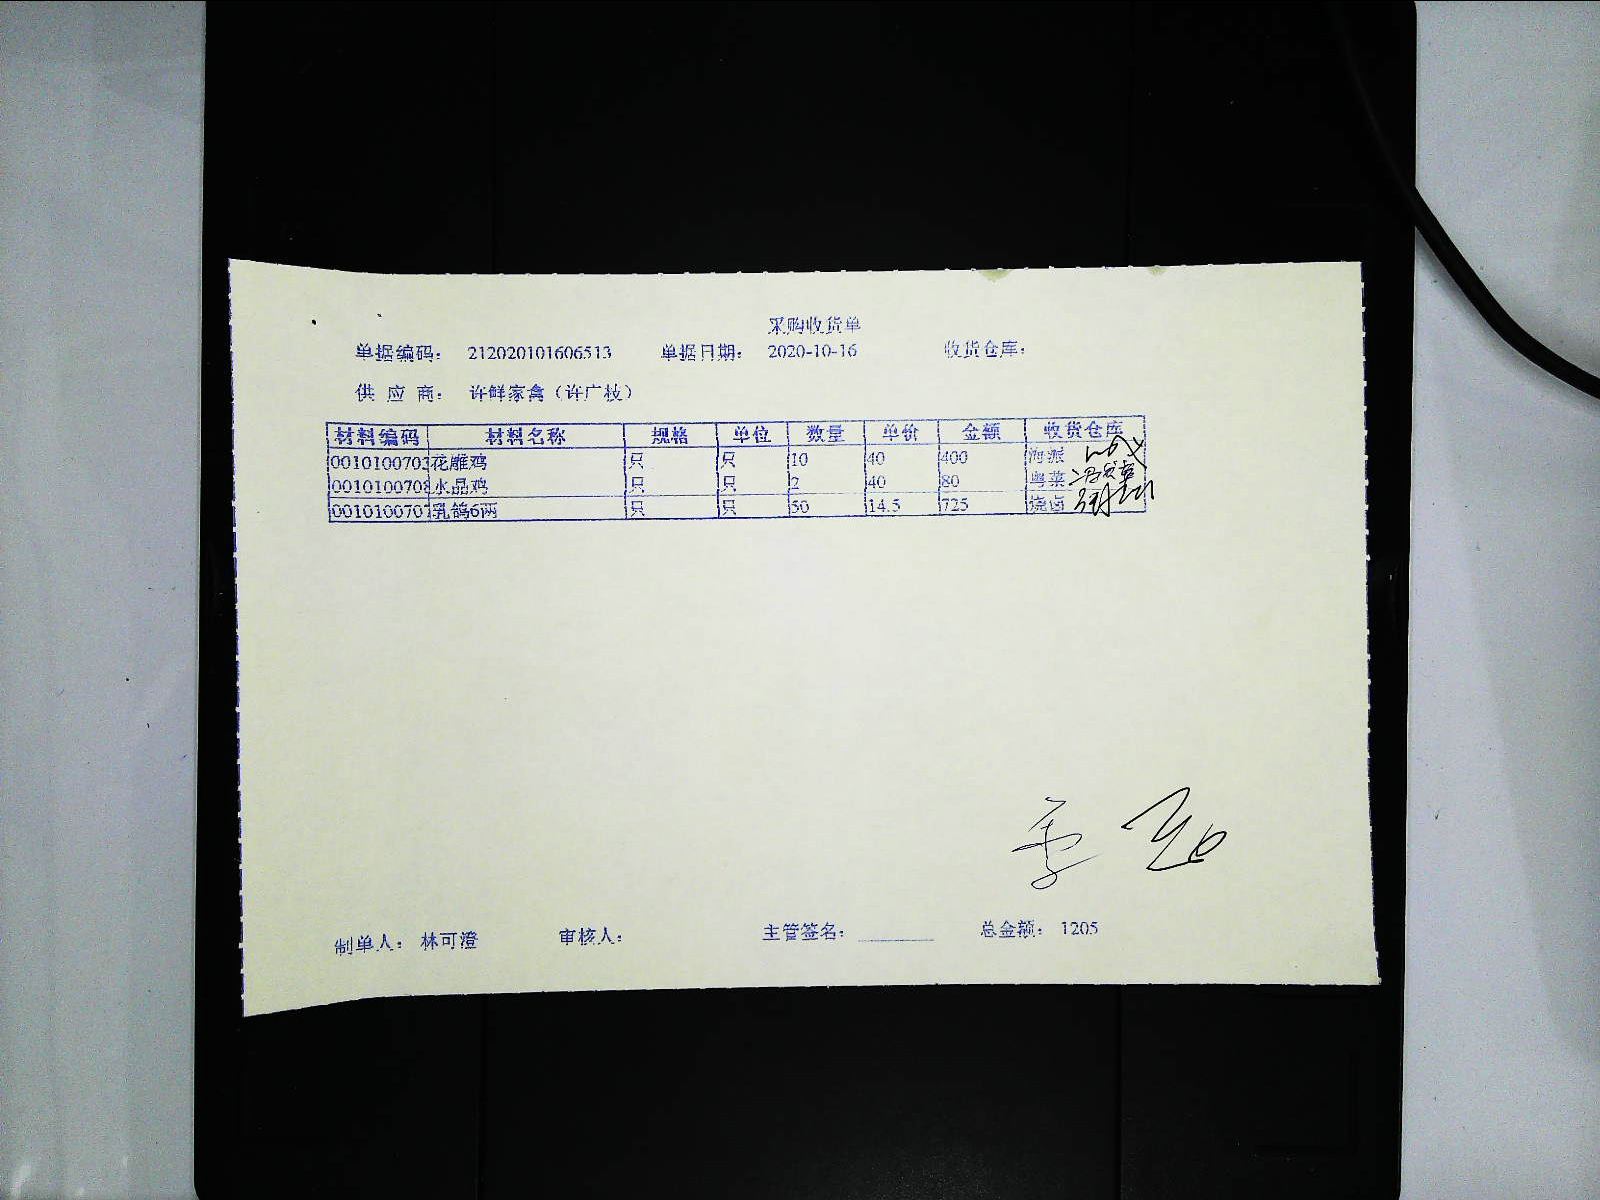 采购收货单
单据编码： 212020101606513 单据日期： 2020-10-16 收货仓库：
供 应 商： 许鲜家禽（许广枝）
材料编码 材料名称 规格 单位 数量 单价 金额 收货仓库
0010100703 花雕鸡 只 只 10 40 400 海派
0010100708 水晶鸡 只 只 2 40 80 粤菜
0010100707 乳鸽6两 只 只 50 14.5 725 烧卤
制单人： 林可澄 审核人： 主管签名： 总金额： 1205